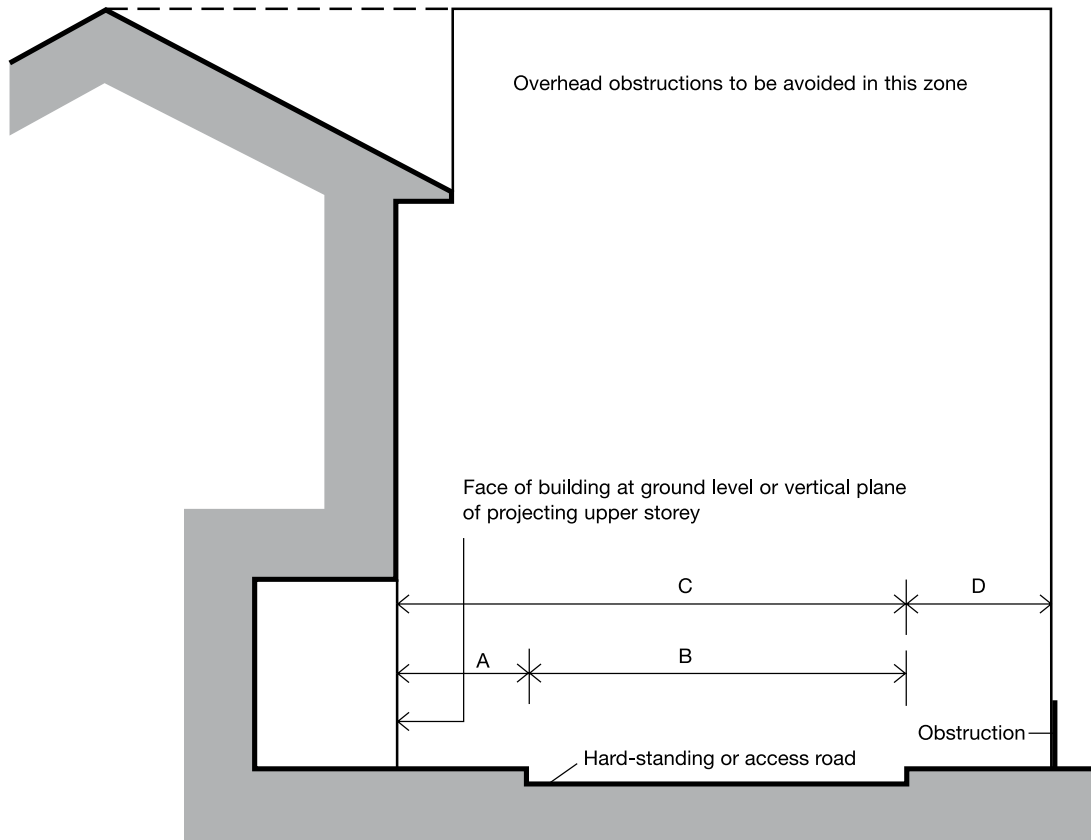 Overhead obstructions to be avoided in this zone
Face of building at ground level or vertical plane
of projecting upper storey
C
D
A
B
Obstruction
Hard-standing or access road